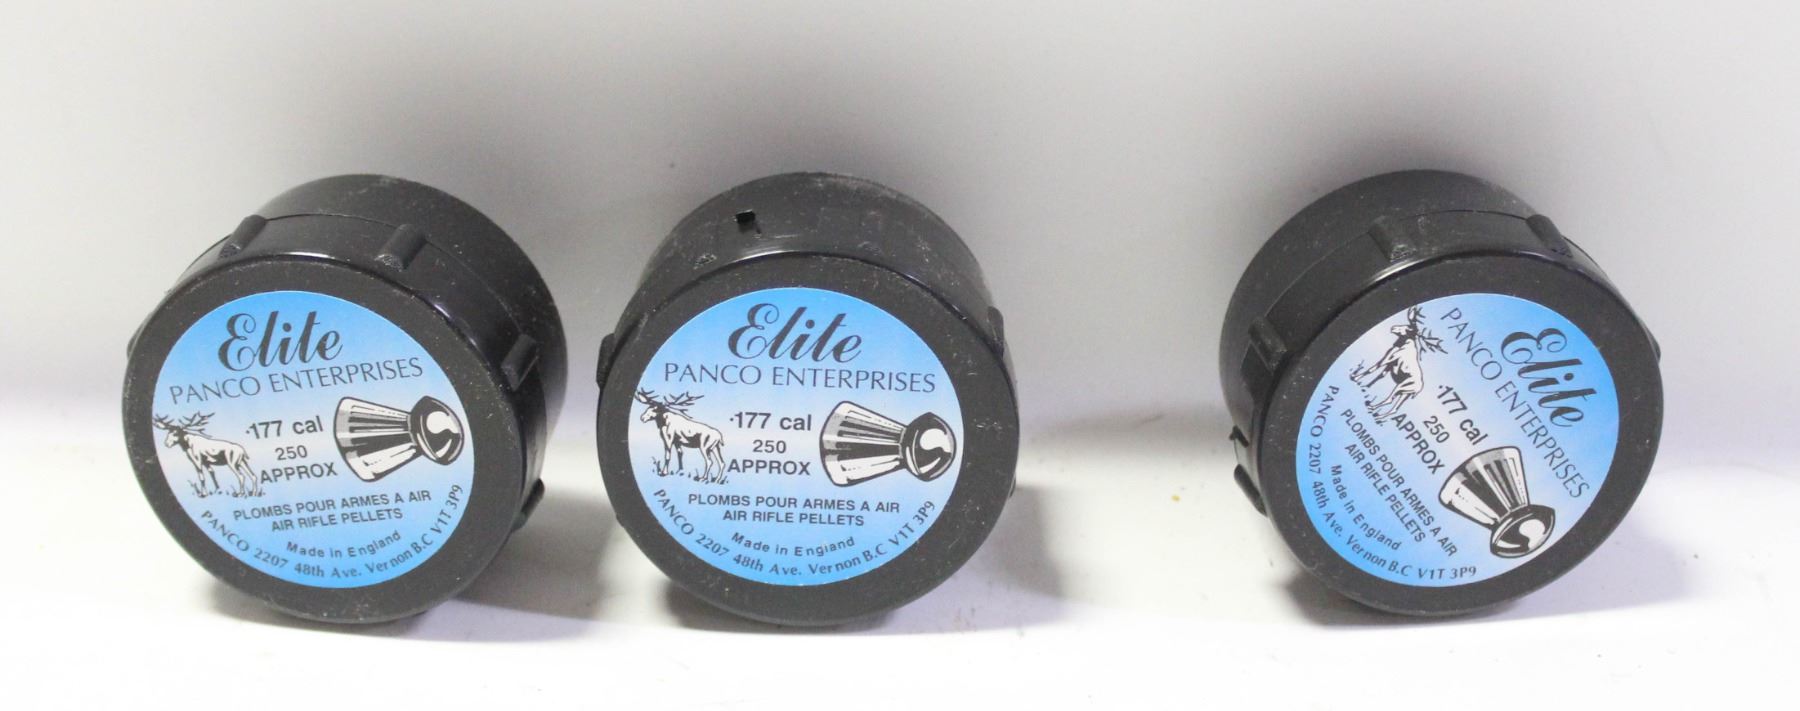 Elite
PANCO ENTERPRISES
.177 cal
250
APPROX
PLOMBS POUR ARMES A AIR
AIR RIFLE PELLETS
Made in England
PANCO 2207 48th Ave. Vernon B.C V1T 3P9
Elite
PANCO ENTERPRISES
.177 cal
250
APPROX
PLOMBS POUR ARMES A AIR
AIR RIFLE PELLETS
Made in England
PANCO 2207 48th Ave. Vernon B.C V1T 3P9
Elite
PANCO ENTERPRISES
.177 cal
250
APPROX
PLOMBS POUR ARMES A AIR
AIR RIFLE PELLETS
Made in England
PANCO 2207 48th Ave. Vernon B.C V1T 3P9